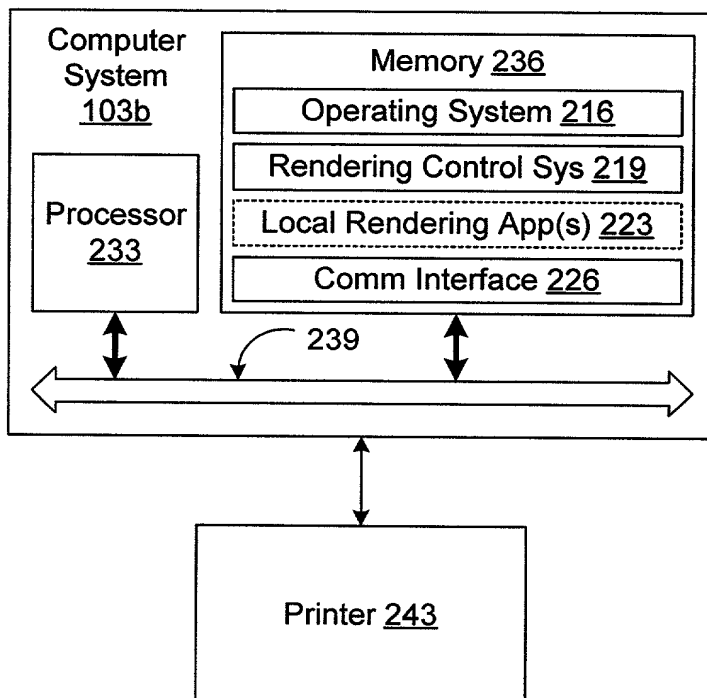 Computer
System
103b
Memory 236
Operating System 216
Rendering Control Sys 219
Local Rendering App(s) 223
Comm Interface 226
Processor
233
239
Printer 243